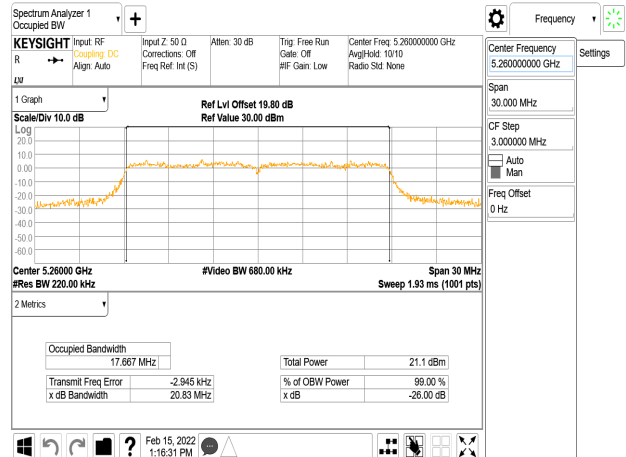 Spectrum Analyzer 1
Occupied BW
Frequency
KEYSIGHT
R
Input: RF
Coupling: DC
Align: Auto
Input Z: 50 Ω
Corrections: Off
Freq Ref: Int (S)
Atten: 30 dB
Trig: Free Run
Gate: Off
#IF Gain: Low
Center Freq: 5.260000000 GHz
Avg|Hold: 10/10
Radio Std: None
Center Frequency
5.260000000 GHz
Settings
Span
30.000 MHz
CF Step
3.000000 MHz
Auto
Man
Freq Offset
0 Hz
1 Graph
Scale/Div 10.0 dB
Ref Lvl Offset 19.80 dB
Ref Value 30.00 dBm
Log
20.0
10.0
0.00
-10.0
-20.0
-30.0
-40.0
-50.0
-60.0
Center 5.26000 GHz
#Video BW 680.00 kHz
Span 30 MHz
#Res BW 220.00 kHz
Sweep 1.93 ms (1001 pts)
2 Metrics
Occupied Bandwidth
17.667 MHz
Total Power 21.1 dBm
Transmit Freq Error -2.945 kHz
% of OBW Power 99.00 %
x dB Bandwidth 20.83 MHz
x dB -26.00 dB
?
Feb 15, 2022
1:16:31 PM